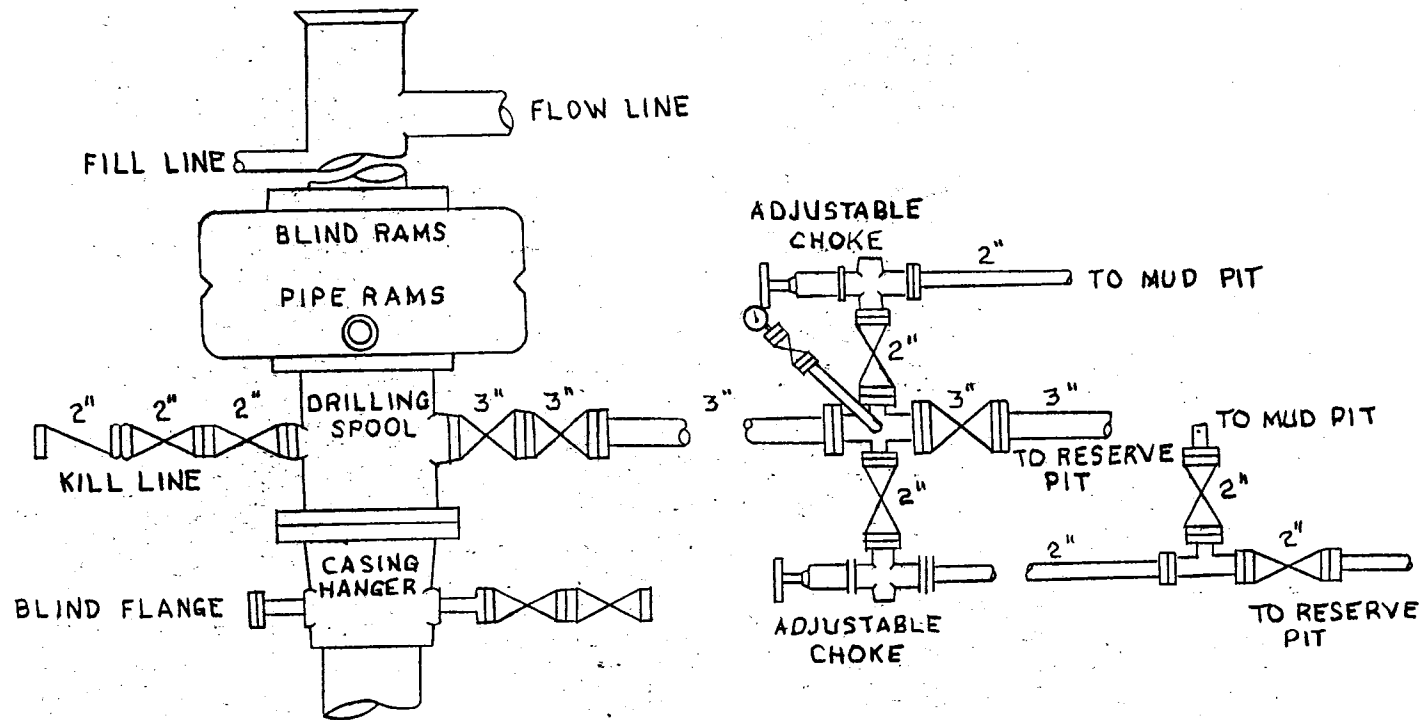 FLOW LINE
FILL LINE
BLIND RAMS
PIPE RAMS
2" 2" 2"
DRILLING
SPOOL
3" 3"
KILL LINE
CASING
HANGER
BLIND FLANGE
ADJUSTABLE
CHOKE
2"
TO MUD PIT
2"
3"
3"
3"
TO RESERVE
PIT
2"
ADJUSTABLE
CHOKE
TO MUD PIT
2"
2"
2"
TO RESERVE
PIT